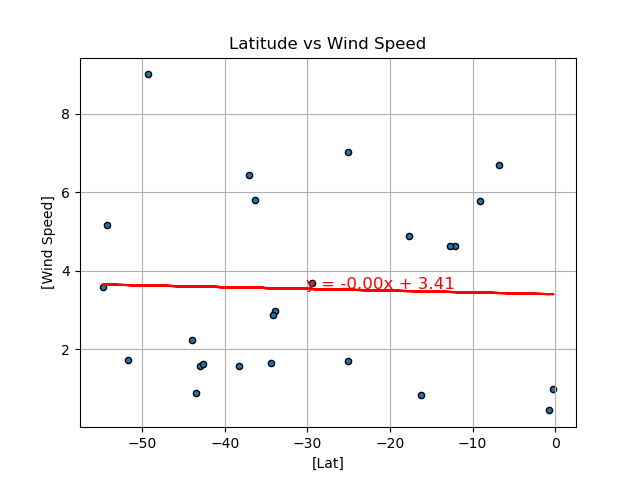 Latitude vs Wind Speed
[Wind Speed]
8
6
4
2
y = -0.00x + 3.41
−50
−40
−30
−20
−10
0
[Lat]